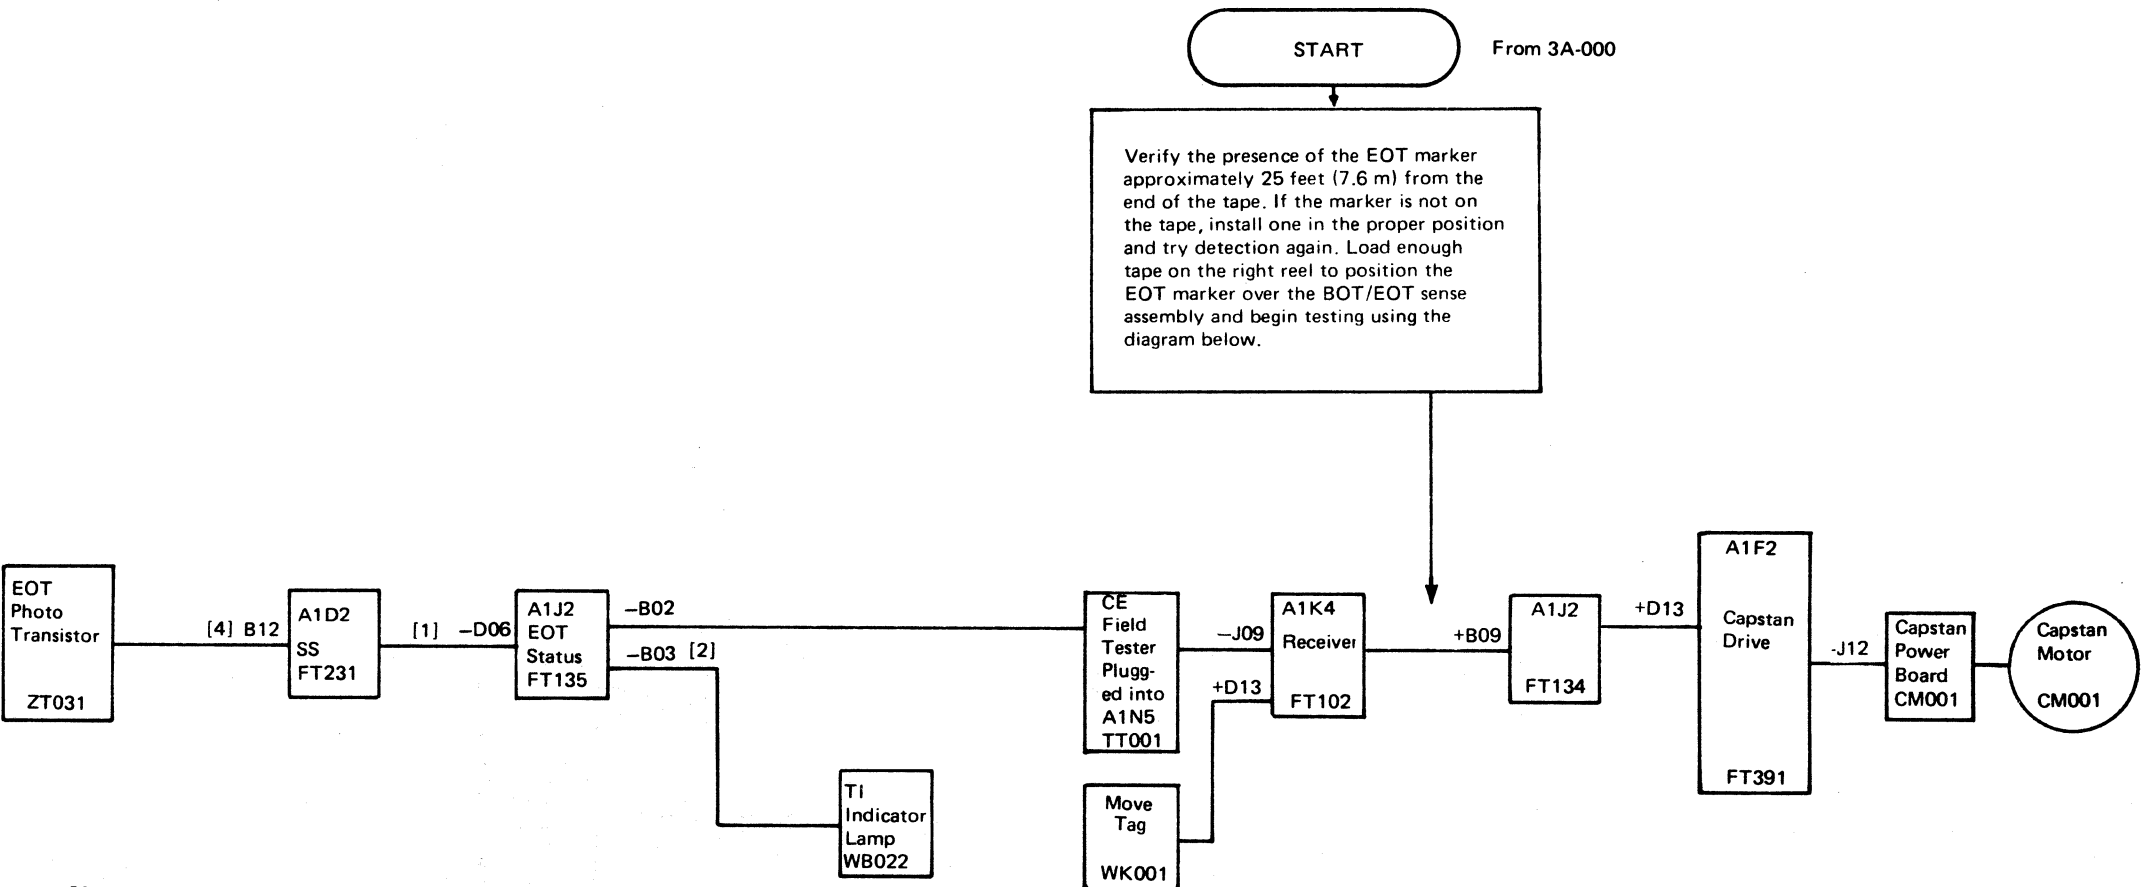 START
From 3A-000
Verify the presence of the EOT marker
approximately 25 feet (7.6 m) from the
end of the tape. If the marker is not on
the tape, install one in the proper position
and try detection again. Load enough
tape on the right reel to position the
EOT marker over the BOT/EOT sense
assembly and begin testing using the
diagram below.
EOT
Photo
Transistor
ZT031
[4] B12
A1D2
SS
FT231
[1] −D06
A1J2
EOT
Status
FT135
−B02
−B03 [2]
TI
Indicator
Lamp
WB022
CE
Field
Tester
Plugg-
ed into
A1N5
TT001
Move
Tag
WK001
−J09
+D13
A1K4
Receiver
FT102
+B09
A1J2
FT134
+D13
A1F2
Capstan
Drive
FT391
-J12
Capstan
Power
Board
CM001
Capstan
Motor
CM001